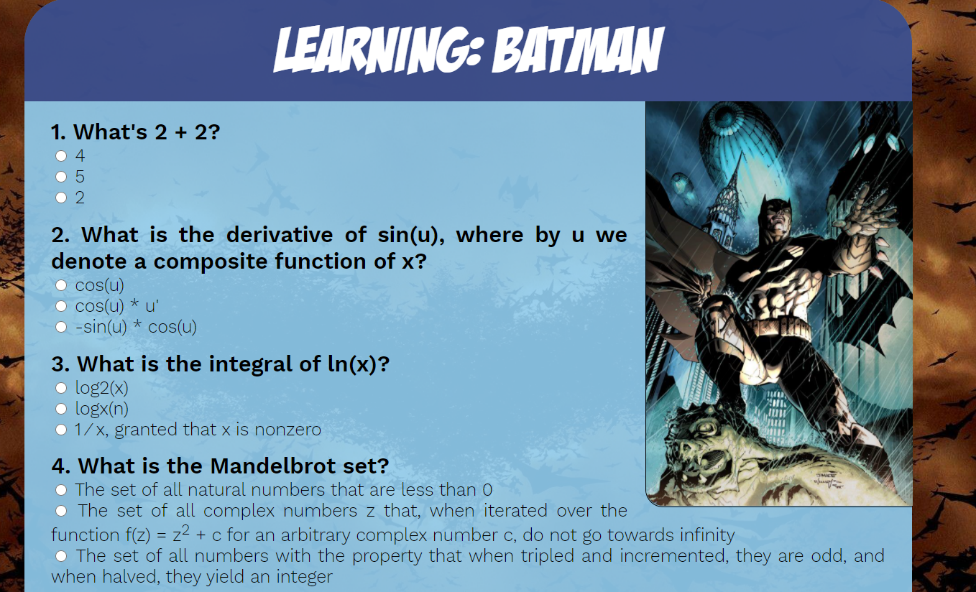 LEARNING: BATMAN
1. What's 2 + 2?
4
5
2
2. What is the derivative of sin(u), where by u we
denote a composite function of x?
cos(u)
cos(u) * u'
-sin(u) * cos(u)
3. What is the integral of ln(x)?
log2(x)
logx(n)
1/x, granted that x is nonzero
4. What is the Mandelbrot set?
The set of all natural numbers that are less than 0
The set of all complex numbers z that, when iterated over the
function f(z) = z² + c for an arbitrary complex number c, do not go towards infinity
The set of all numbers with the property that when tripled and incremented, they are odd, and
when halved, they yield an integer